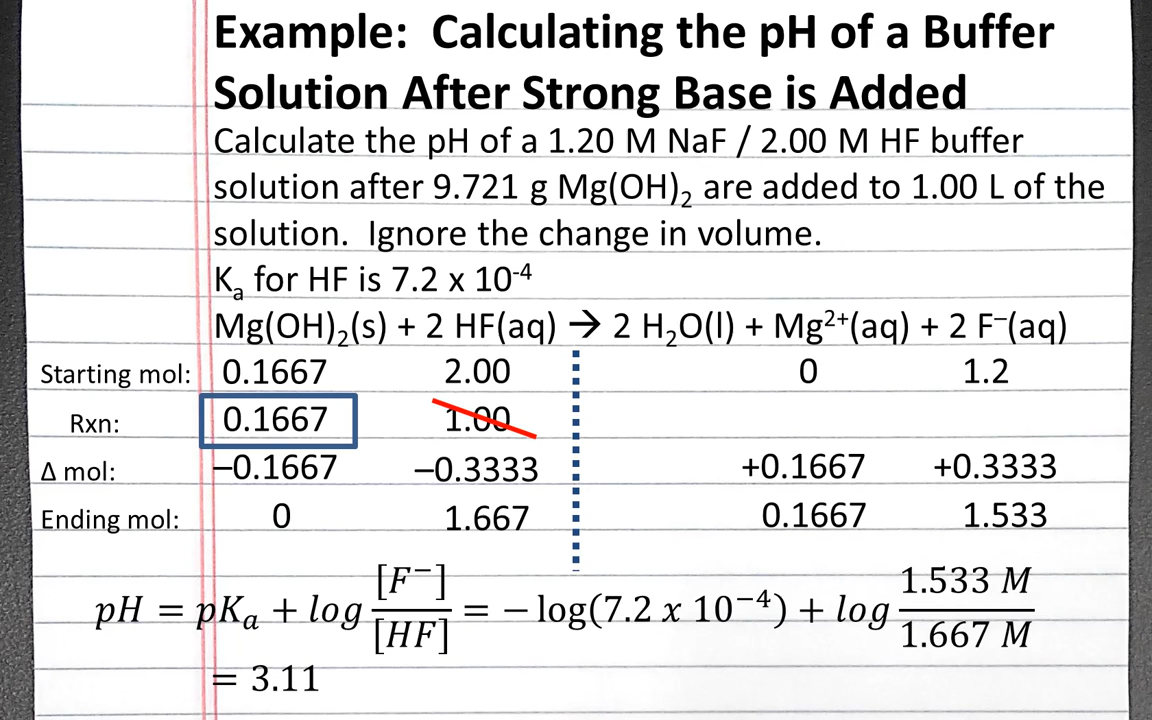 Example: Calculating the pH of a Buffer
Solution After Strong Base is Added
Calculate the pH of a 1.20 M NaF / 2.00 M HF buffer
solution after 9.721 g Mg(OH)₂ are added to 1.00 L of the
solution. Ignore the change in volume.
Kₐ for HF is 7.2 x 10⁻⁴
Mg(OH)₂(s) + 2 HF(aq) → 2 H₂O(l) + Mg²⁺(aq) + 2 F⁻(aq)
Starting mol: 0.1667 2.00 0 1.2
Rxn: 0.1667 1.00
Δ mol: –0.1667 –0.3333 +0.1667 +0.3333
Ending mol: 0 1.667 0.1667 1.533
pH = pKₐ + log [F⁻]/[HF] = − log(7.2 x 10⁻⁴) + log 1.533 M/1.667 M
= 3.11